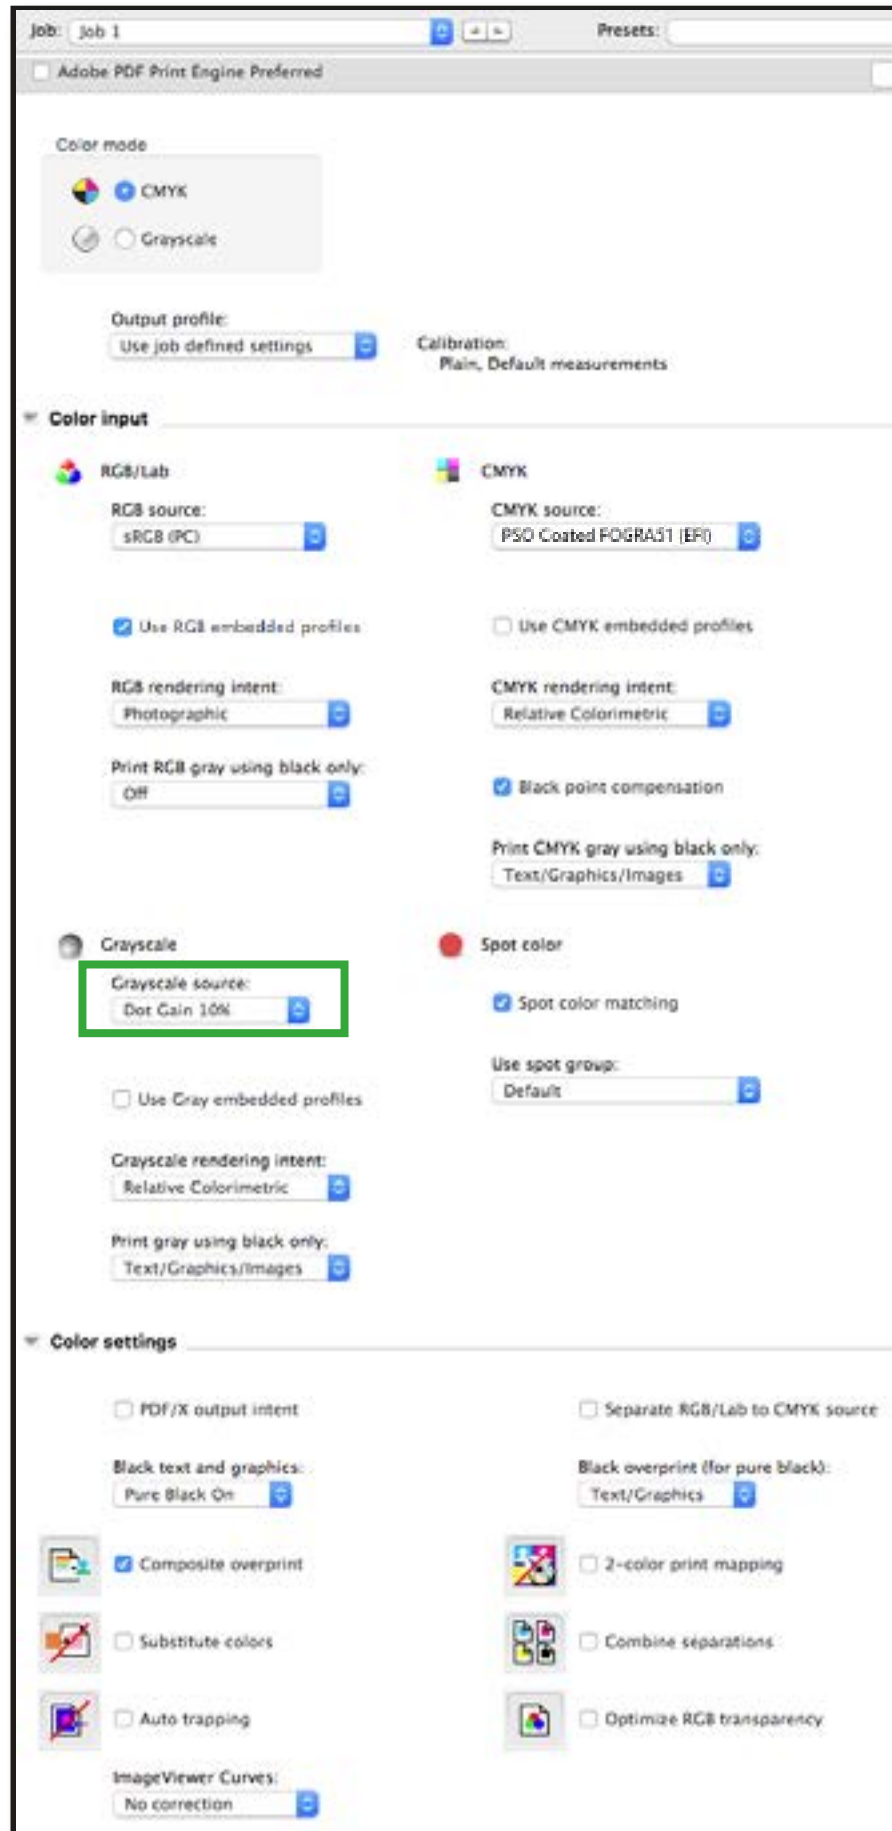 Job: Job 1
Presets:
Adobe PDF Print Engine Preferred
Color mode
CMYK
Grayscale
Output profile:
Use job defined settings
Calibration:
Plain, Default measurements
Color input
RGB/Lab
RGB source:
sRGB (PC)
Use RGB embedded profiles
RGB rendering intent:
Photographic
Print RGB gray using black only:
Off
CMYK
CMYK source:
PSO Coated FOGRA51 (EFI)
Use CMYK embedded profiles
CMYK rendering intent:
Relative Colorimetric
Black point compensation
Print CMYK gray using black only:
Text/Graphics/Images
Grayscale
Grayscale source:
Dot Gain 10%
Use Gray embedded profiles
Grayscale rendering intent:
Relative Colorimetric
Print gray using black only:
Text/Graphics/Images
Spot color
Spot color matching
Use spot group:
Default
Color settings
PDF/X output intent
Separate RGB/Lab to CMYK source
Black text and graphics:
Pure Black On
Black overprint (for pure black):
Text/Graphics
Composite overprint
2-color print mapping
Substitute colors
Combine separations
Auto trapping
Optimize RGB transparency
ImageViewer Curves:
No correction